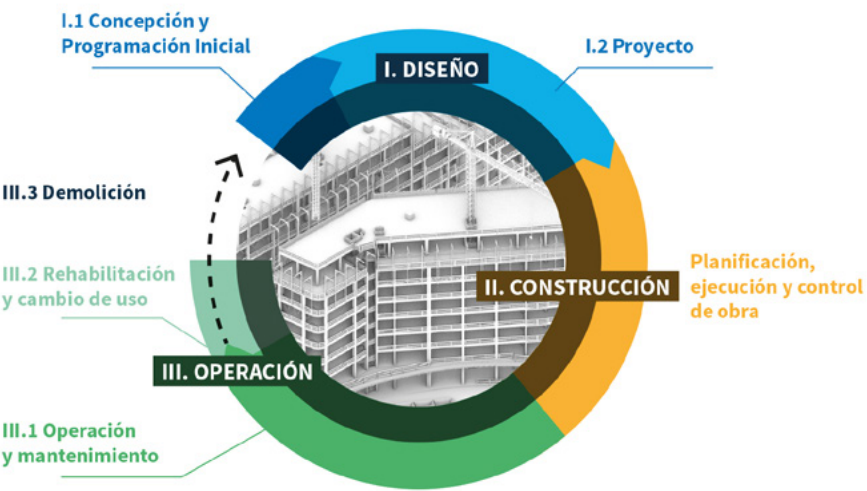 I.1 Concepción y
Programación Inicial
I. DISEÑO
I.2 Proyecto
III.3 Demolición
III.2 Rehabilitación
y cambio de uso
II. CONSTRUCCIÓN
Planificación,
ejecución y control
de obra
III. OPERACIÓN
III.1 Operación
y mantenimiento